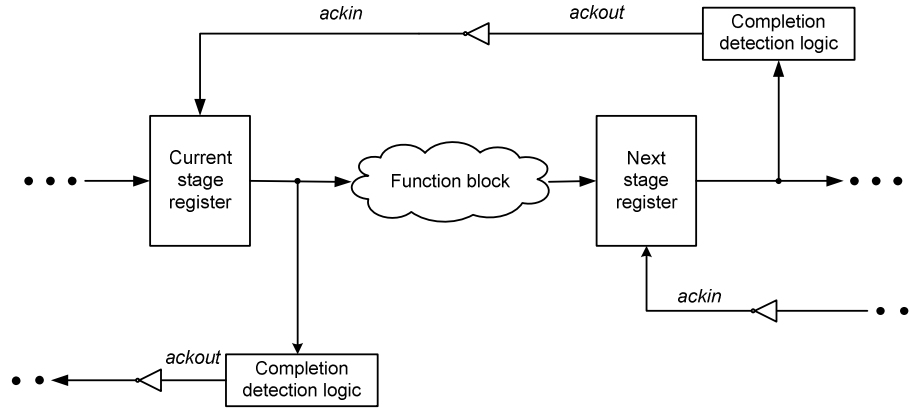 ackin
ackout
Completion
detection logic
Current
stage
register
Function block
Next
stage
register
ackin
ackout
Completion
detection logic